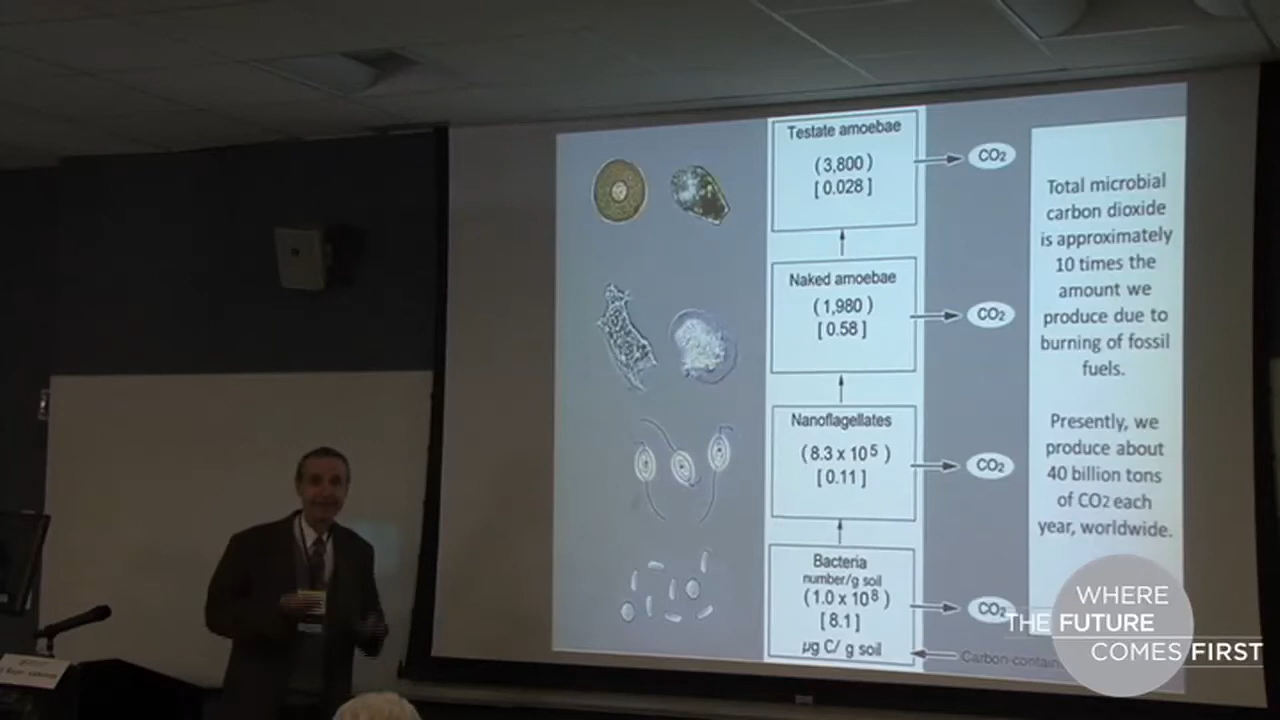 Testate amoebae
(3,800)
[0.028]
CO2
Naked amoebae
(1,980)
[0.58]
CO2
Nanoflagellates
(8.3 x 10⁵)
[0.11]
CO2
Bacteria
number/g soil
(1.0 x 10⁸)
[8.1]
µg C/ g soil
CO2
Carbon-contain
Total microbial
carbon dioxide
is approximately
10 times the
amount we
produce due to
burning of fossil
fuels.
Presently, we
produce about
40 billion tons
of CO2 each
year, worldwide.
WHERE
THE FUTURE
COMES FIRST